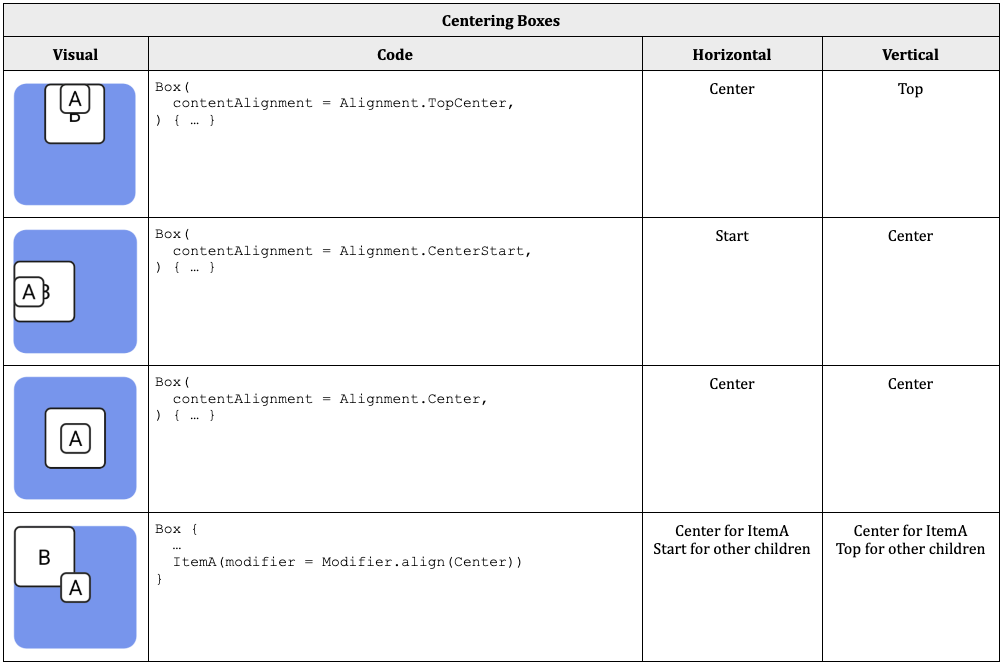 Centering Boxes
Visual Code Horizontal Vertical
A
B
Box(
contentAlignment = Alignment.TopCenter,
) { … }
Center
Top
A B
Box(
contentAlignment = Alignment.CenterStart,
) { … }
Start
Center
A
Box(
contentAlignment = Alignment.Center,
) { … }
Center
Center
B
A
Box {
…
ItemA(modifier = Modifier.align(Center))
}
Center for ItemA
Start for other children
Center for ItemA
Top for other children